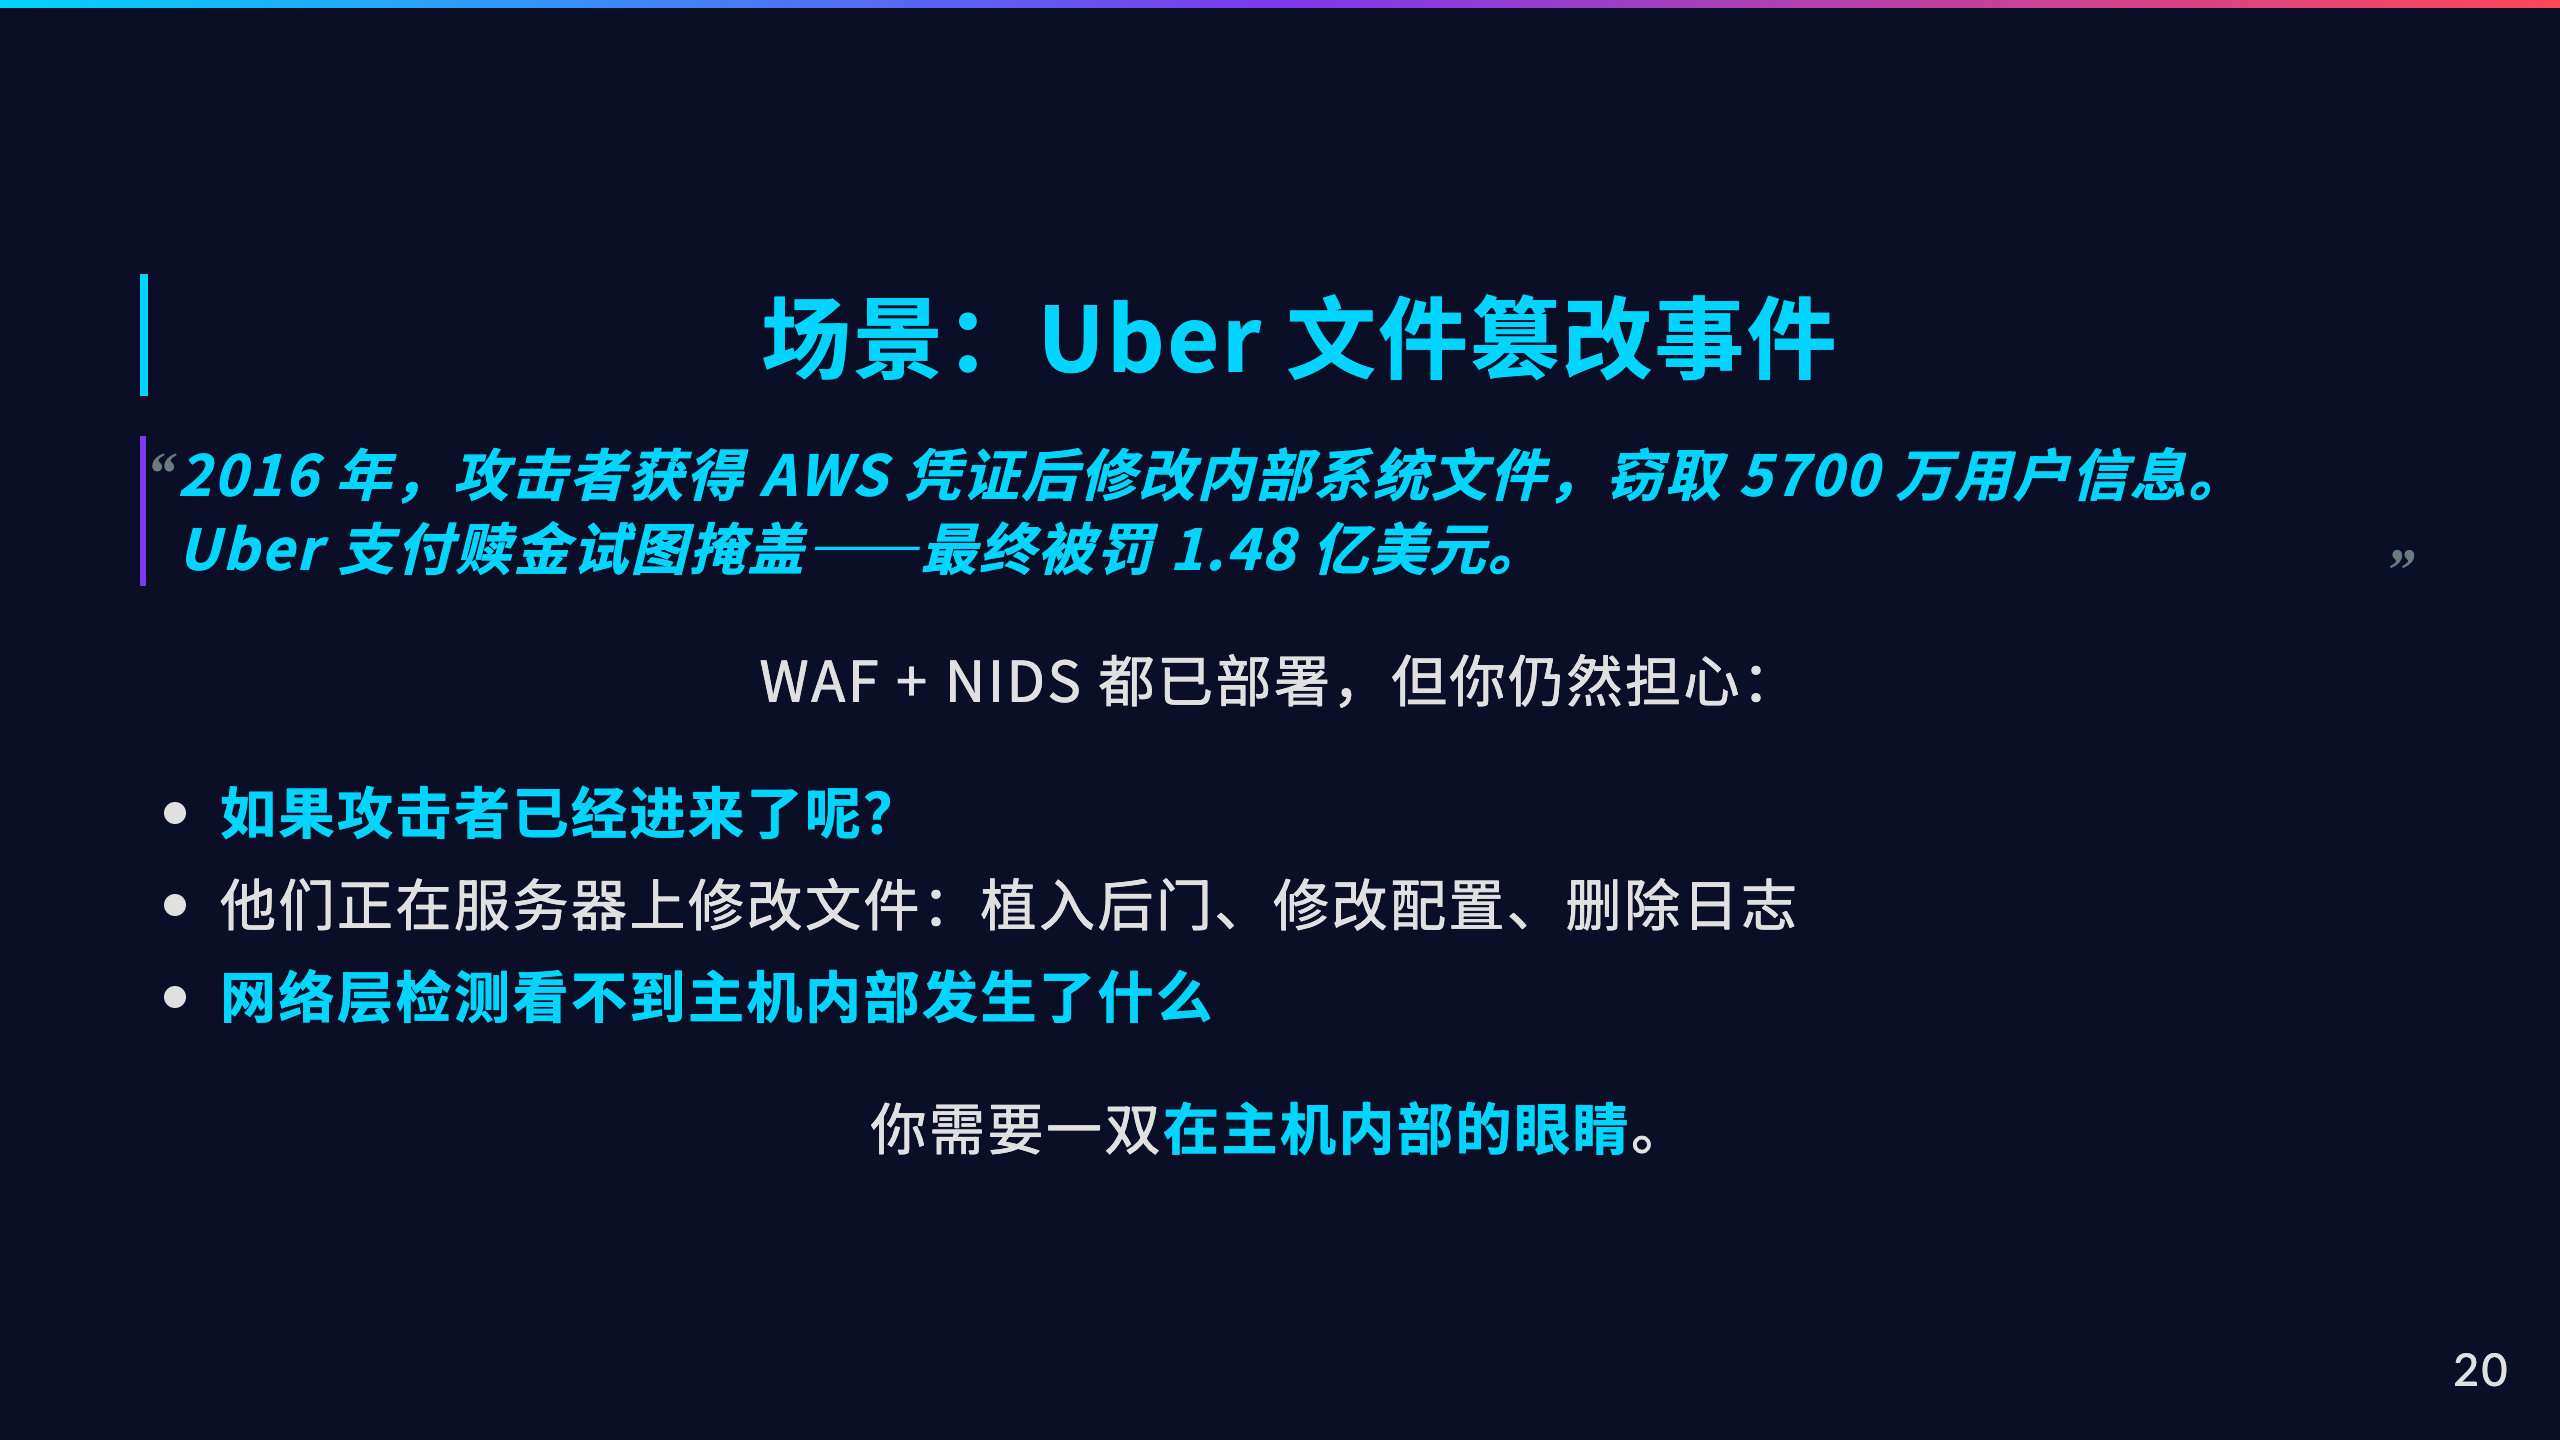 场景：Uber 文件篡改事件
“2016 年，攻击者获得 AWS 凭证后修改内部系统文件，窃取 5700 万用户信息。
Uber 支付赎金试图掩盖——最终被罚 1.48 亿美元。”
WAF + NIDS 都已部署，但你仍然担心：
• 如果攻击者已经进来了呢？
• 他们正在服务器上修改文件：植入后门、修改配置、删除日志
• 网络层检测看不到主机内部发生了什么
你需要一双在主机内部的眼睛。
20